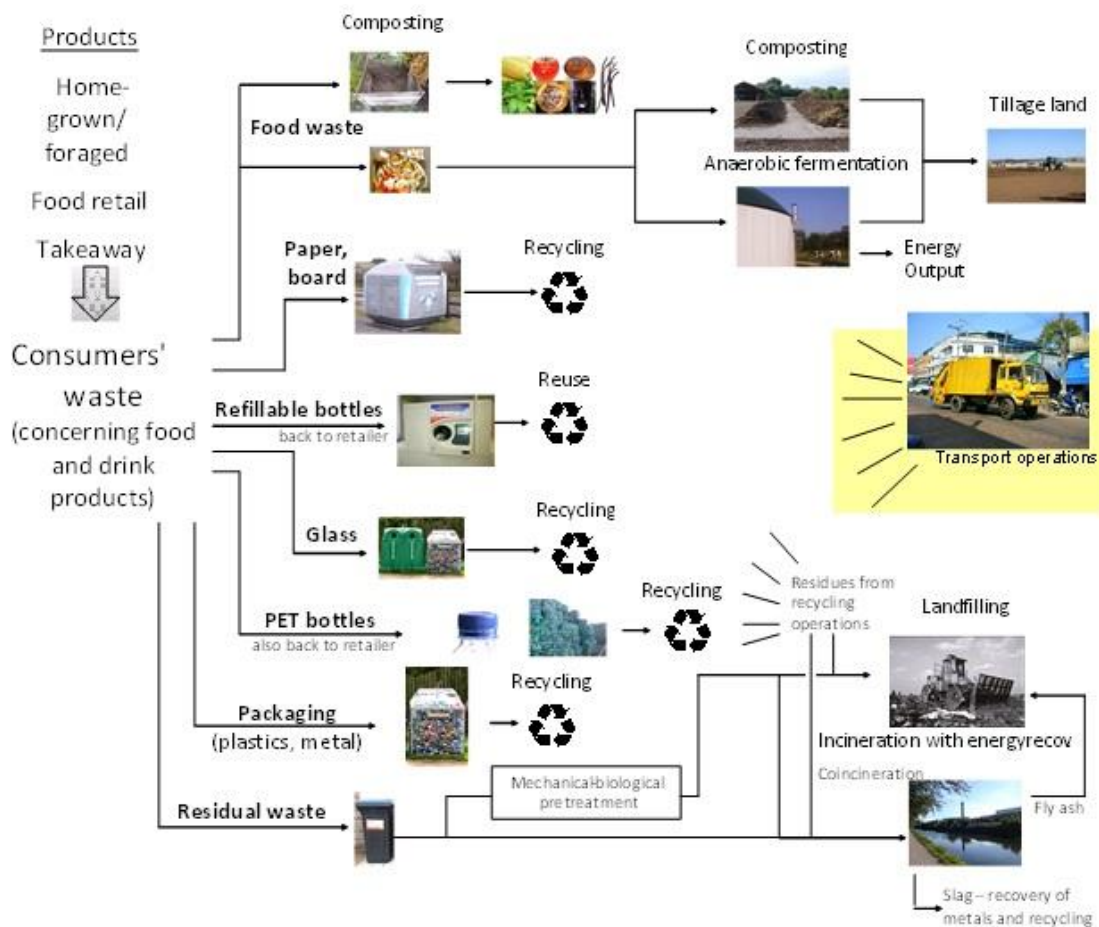 Products
Home-
grown/
foraged
Food retail
Takeaway
Consumers'
waste
(concerning food
and drink
products)
Composting
Food waste
Composting
Anaerobic fermentation
Tillage land
Energy
Output
Paper,
board
Recycling
Refillable bottles
back to retailer
Reuse
Transport operations
Glass
Recycling
PET bottles
also back to retailer
Recycling
Residues from
recycling
operations
Landfilling
Packaging
(plastics, metal)
Recycling
Incineration with energyrecov.
Coincineration
Mechanical-biological
pretreatment
Fly ash
Residual waste
Slag – recovery of
metals and recycling